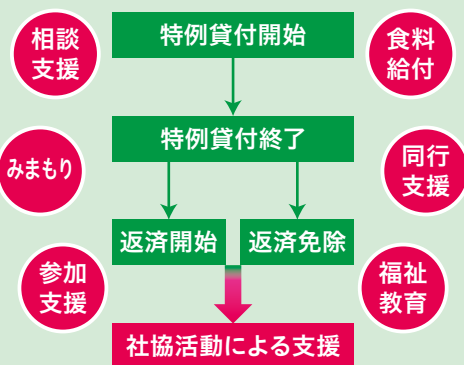 相談
支援
特例貸付開始
食料
給付
みまもり
特例貸付終了
同行
支援
返済開始
返済免除
参加
支援
福祉
教育
社協活動による支援